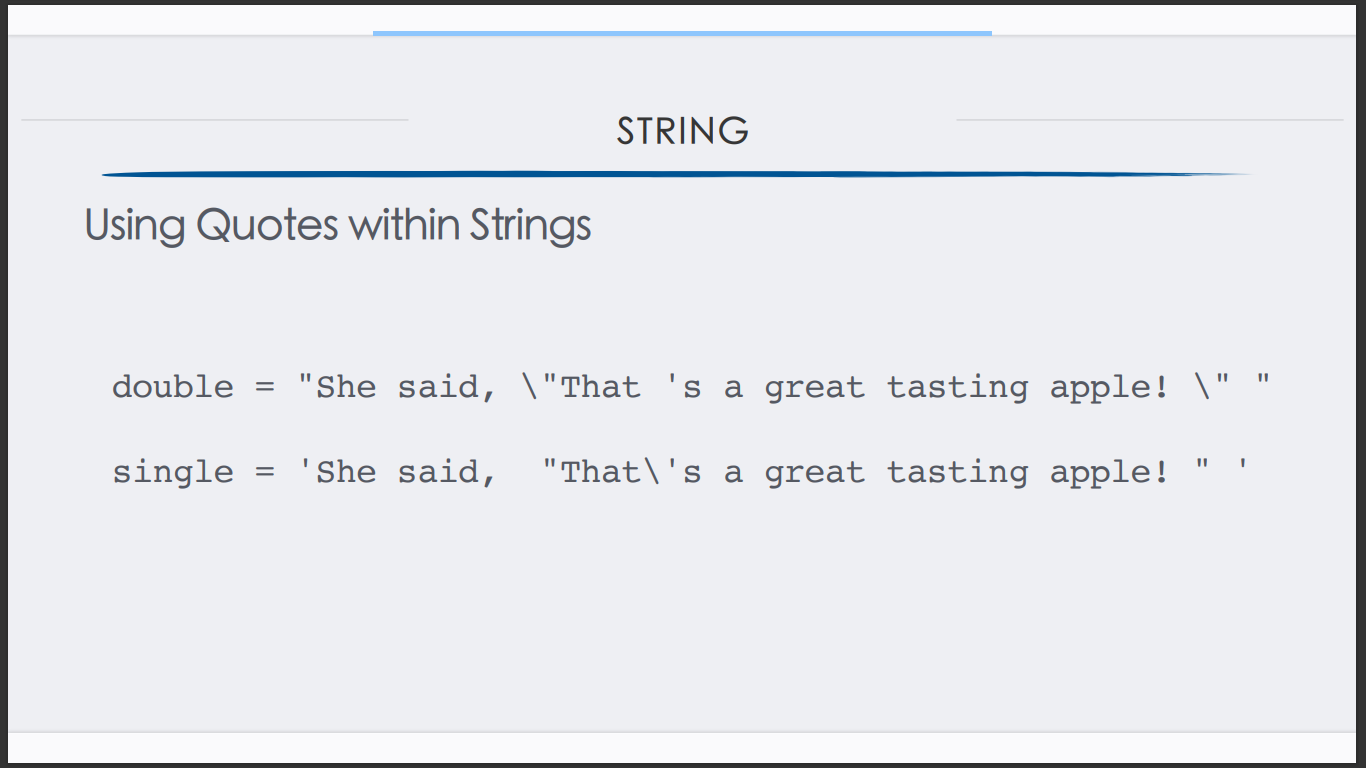 STRING
Using Quotes within Strings
double = "She said, \"That 's a great tasting apple! \" "
single = 'She said,  "That\'s a great tasting apple! " '